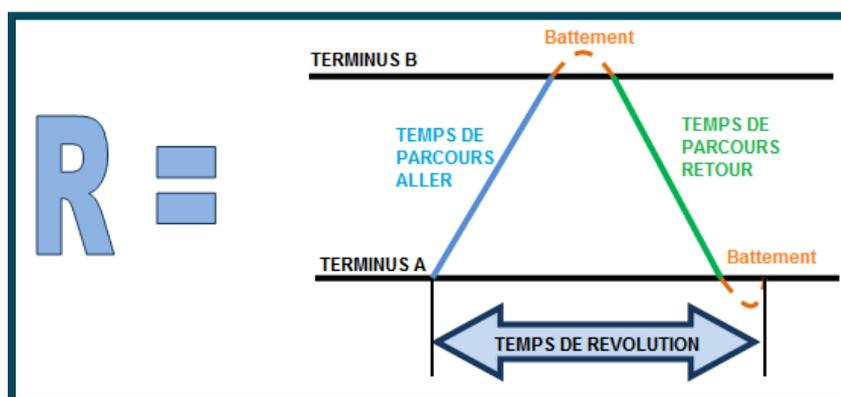 Battement
TERMINUS B
R =
TEMPS DE
PARCOURS
ALLER
TEMPS DE
PARCOURS
RETOUR
TERMINUS A
Battement
TEMPS DE REVOLUTION